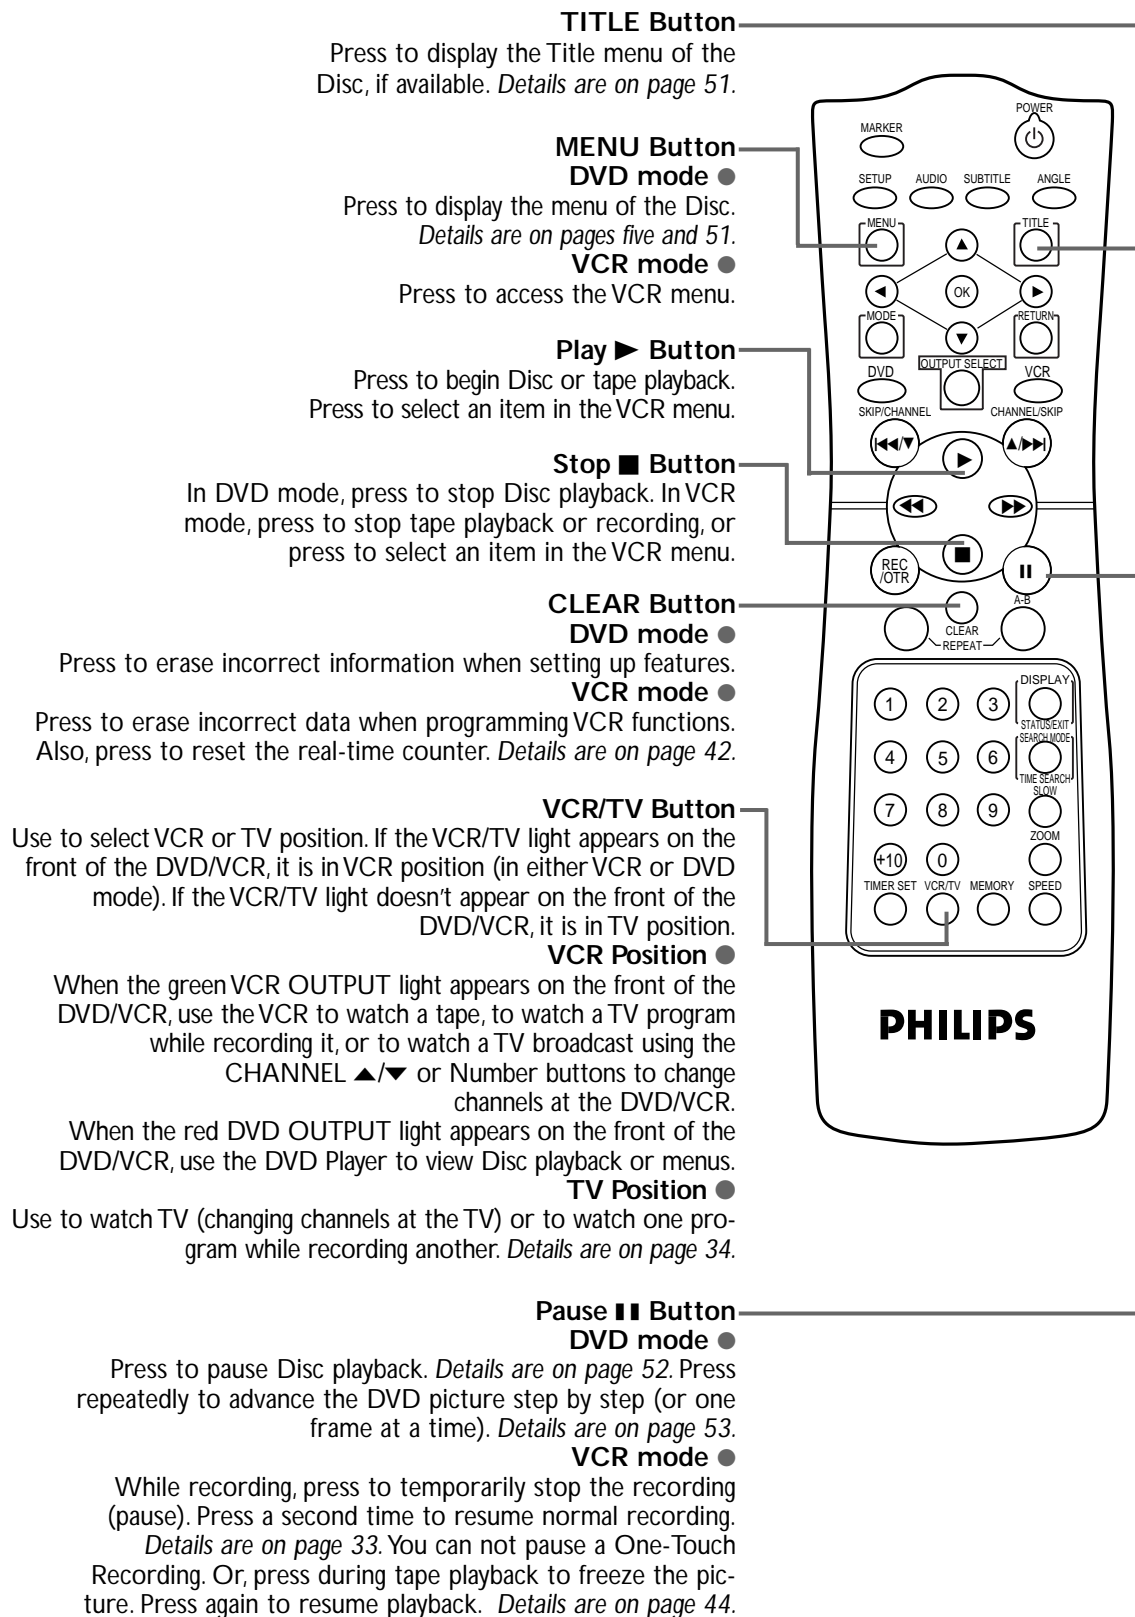 TITLE Button
Press to display the Title menu of the
Disc, if available. Details are on page 51.
MENU Button
DVD mode ●
Press to display the menu of the Disc.
Details are on pages five and 51.
VCR mode ●
Press to access the VCR menu.
Play ▶ Button
Press to begin Disc or tape playback.
Press to select an item in the VCR menu.
Stop ■ Button
In DVD mode, press to stop Disc playback. In VCR
mode, press to stop tape playback or recording, or
press to select an item in the VCR menu.
CLEAR Button
DVD mode ●
Press to erase incorrect information when setting up features.
VCR mode ●
Press to erase incorrect data when programming VCR functions.
Also, press to reset the real-time counter. Details are on page 42.
VCR/TV Button
Use to select VCR or TV position. If the VCR/TV light appears on the
front of the DVD/VCR, it is in VCR position (in either VCR or DVD
mode). If the VCR/TV light doesn't appear on the front of the
DVD/VCR, it is in TV position.
VCR Position ●
When the green VCR OUTPUT light appears on the front of the
DVD/VCR, use the VCR to watch a tape, to watch a TV program
while recording it, or to watch a TV broadcast using the
CHANNEL ▲/▼ or Number buttons to change
channels at the DVD/VCR.
When the red DVD OUTPUT light appears on the front of the
DVD/VCR, use the DVD Player to view Disc playback or menus.
TV Position ●
Use to watch TV (changing channels at the TV) or to watch one pro-
gram while recording another. Details are on page 34.
Pause ❚❚ Button
DVD mode ●
Press to pause Disc playback. Details are on page 52. Press
repeatedly to advance the DVD picture step by step (or one
frame at a time). Details are on page 53.
VCR mode ●
While recording, press to temporarily stop the recording
(pause). Press a second time to resume normal recording.
Details are on page 33. You can not pause a One-Touch
Recording. Or, press during tape playback to freeze the pic-
ture. Press again to resume playback. Details are on page 44.
POWER
MARKER
SETUP AUDIO SUBTITLE ANGLE
MENU TITLE
▲
◀ OK ▶
MODE ▼ RETURN
OUTPUT SELECT
DVD VCR
SKIP/CHANNEL CHANNEL/SKIP
|◀◀/▼ ▶ ▲/▶▶|
◀◀ ▶▶
REC
/OTR
■ ❚❚
A-B
CLEAR
REPEAT
1 2 3 DISPLAY
STATUS/EXIT
SEARCH MODE
4 5 6
TIME SEARCH
SLOW
7 8 9
ZOOM
+10 0
TIMER SET VCR/TV MEMORY SPEED
PHILIPS